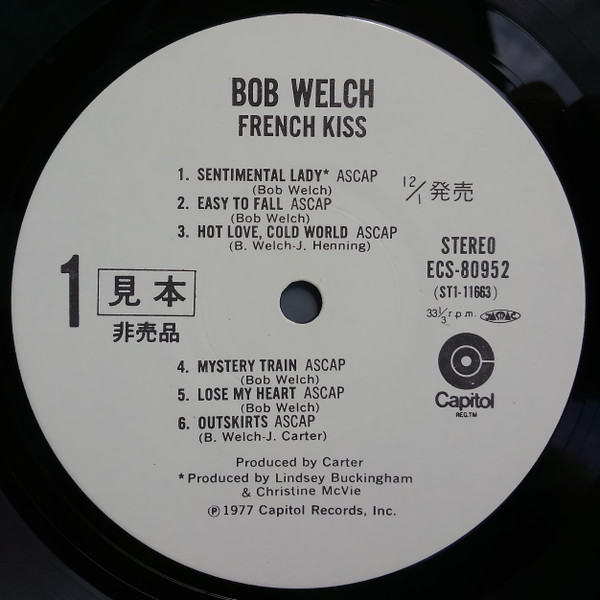 BOB WELCH
FRENCH KISS
1. SENTIMENTAL LADY* ASCAP
(Bob Welch)
2. EASY TO FALL ASCAP
(Bob Welch)
3. HOT LOVE, COLD WORLD ASCAP
(B. Welch-J. Henning)
12/1 発売
STEREO
ECS-80952
(ST1-11663)
33⅓ r.p.m. JASRAC
1
見本
非売品
Capitol
REG.TM
4. MYSTERY TRAIN ASCAP
(Bob Welch)
5. LOSE MY HEART ASCAP
(Bob Welch)
6. OUTSKIRTS ASCAP
(B. Welch-J. Carter)
Produced by Carter
*Produced by Lindsey Buckingham
& Christine McVie
℗1977 Capitol Records, Inc.